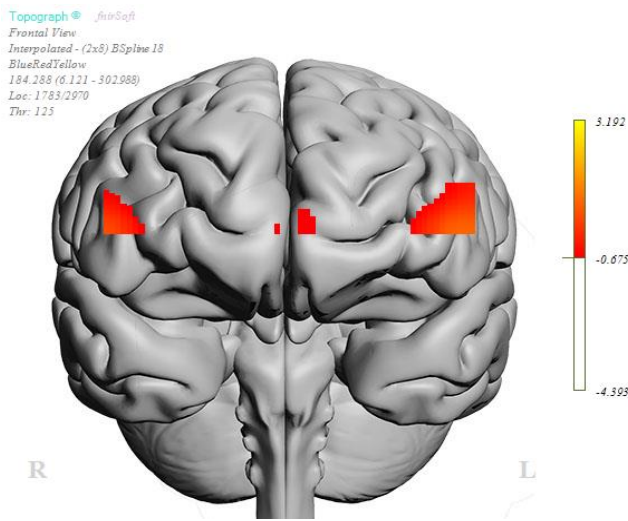 Topograph ® fnirSoft
Frontal View
Interpolated - (2x8) BSpline 18
BlueRedYellow
184.288 (6.121 - 302.988)
Loc: 1783/2970
Thr: 125
3.192
-0.675
-4.393
R
L